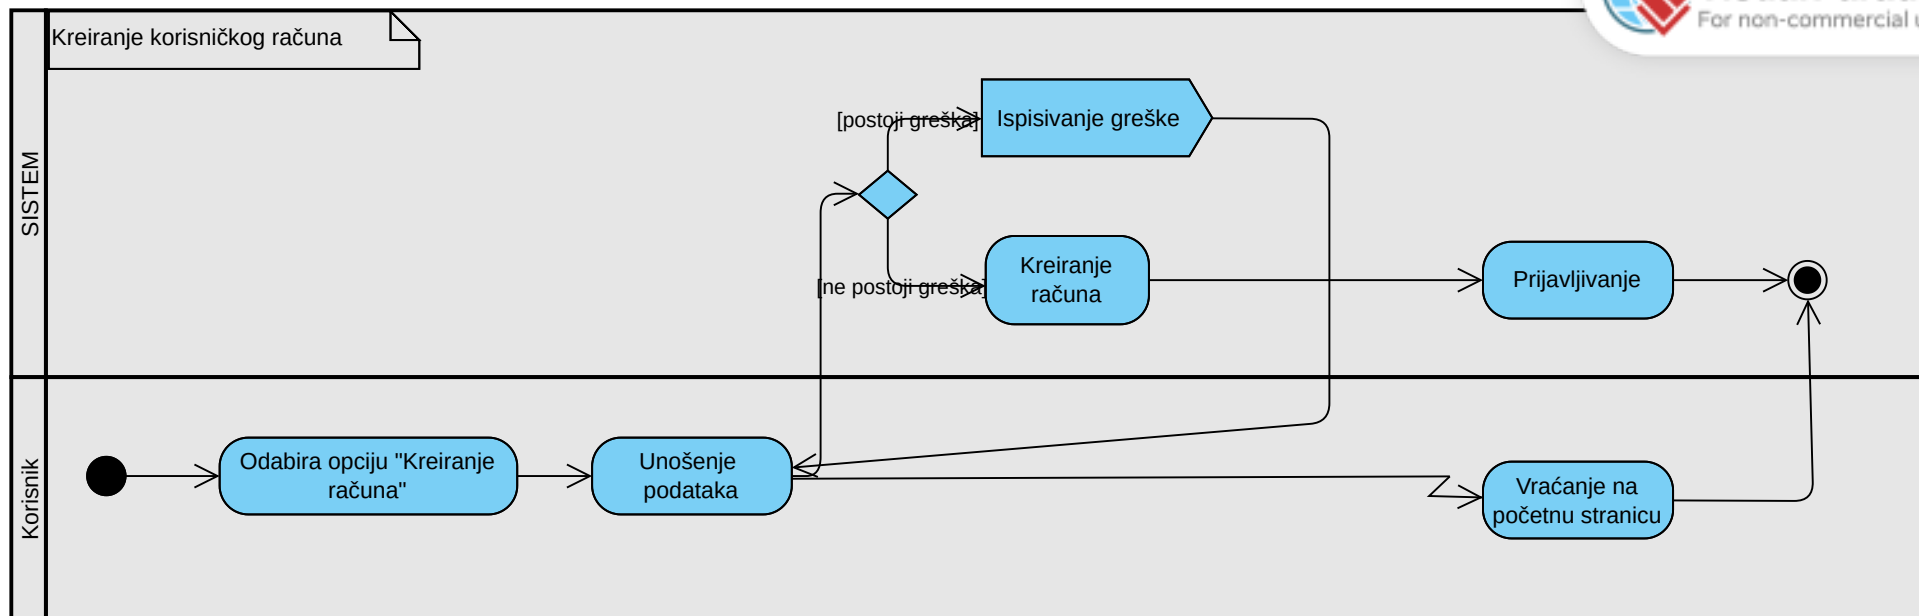 Kreiranje korisničkog računa
For non-commercial
SISTEM
[postoji greška]
Ispisivanje greške
[ne postoji greška]
Kreiranje
računa
Prijavljivanje
Korisnik
Odabira opciju "Kreiranje
računa"
Unošenje
podataka
Vraćanje na
početnu stranicu